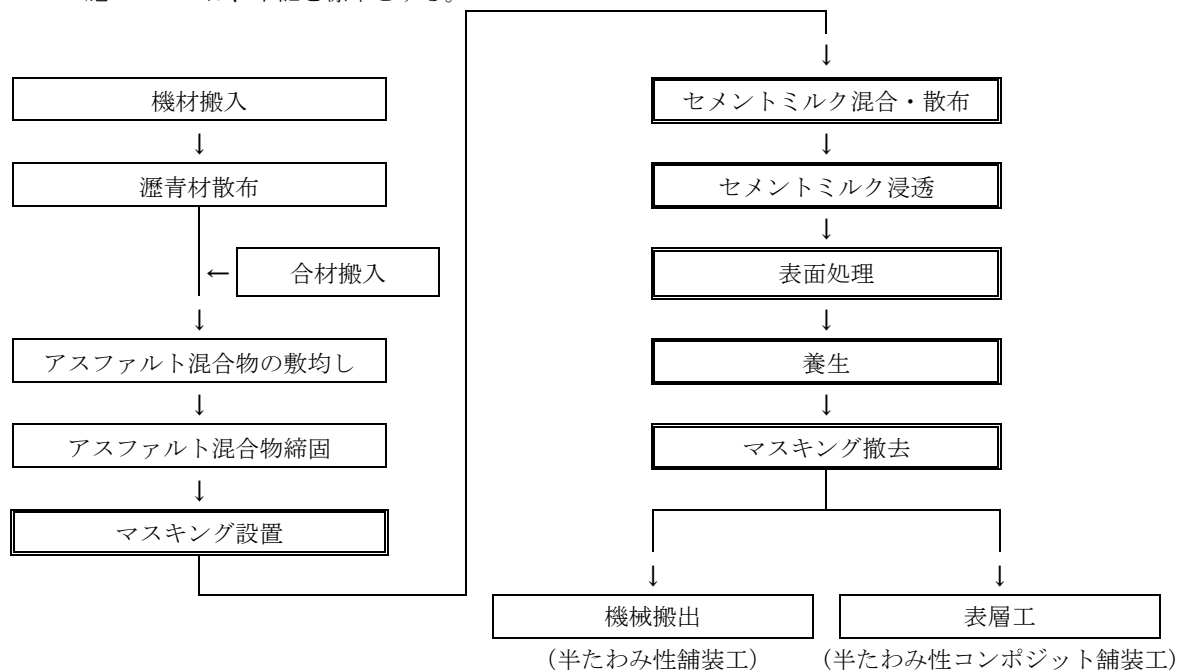 機材搬入
↓
瀝青材散布
← 合材搬入
↓
アスファルト混合物の敷均し
↓
アスファルト混合物締固
↓
マスキング設置
↓
セメントミルク混合・散布
↓
セメントミルク浸透
↓
表面処理
↓
養生
↓
マスキング撤去
↓ ↓
機械搬出 表層工
(半たわみ性舗装工) (半たわみ性コンポジット舗装工)